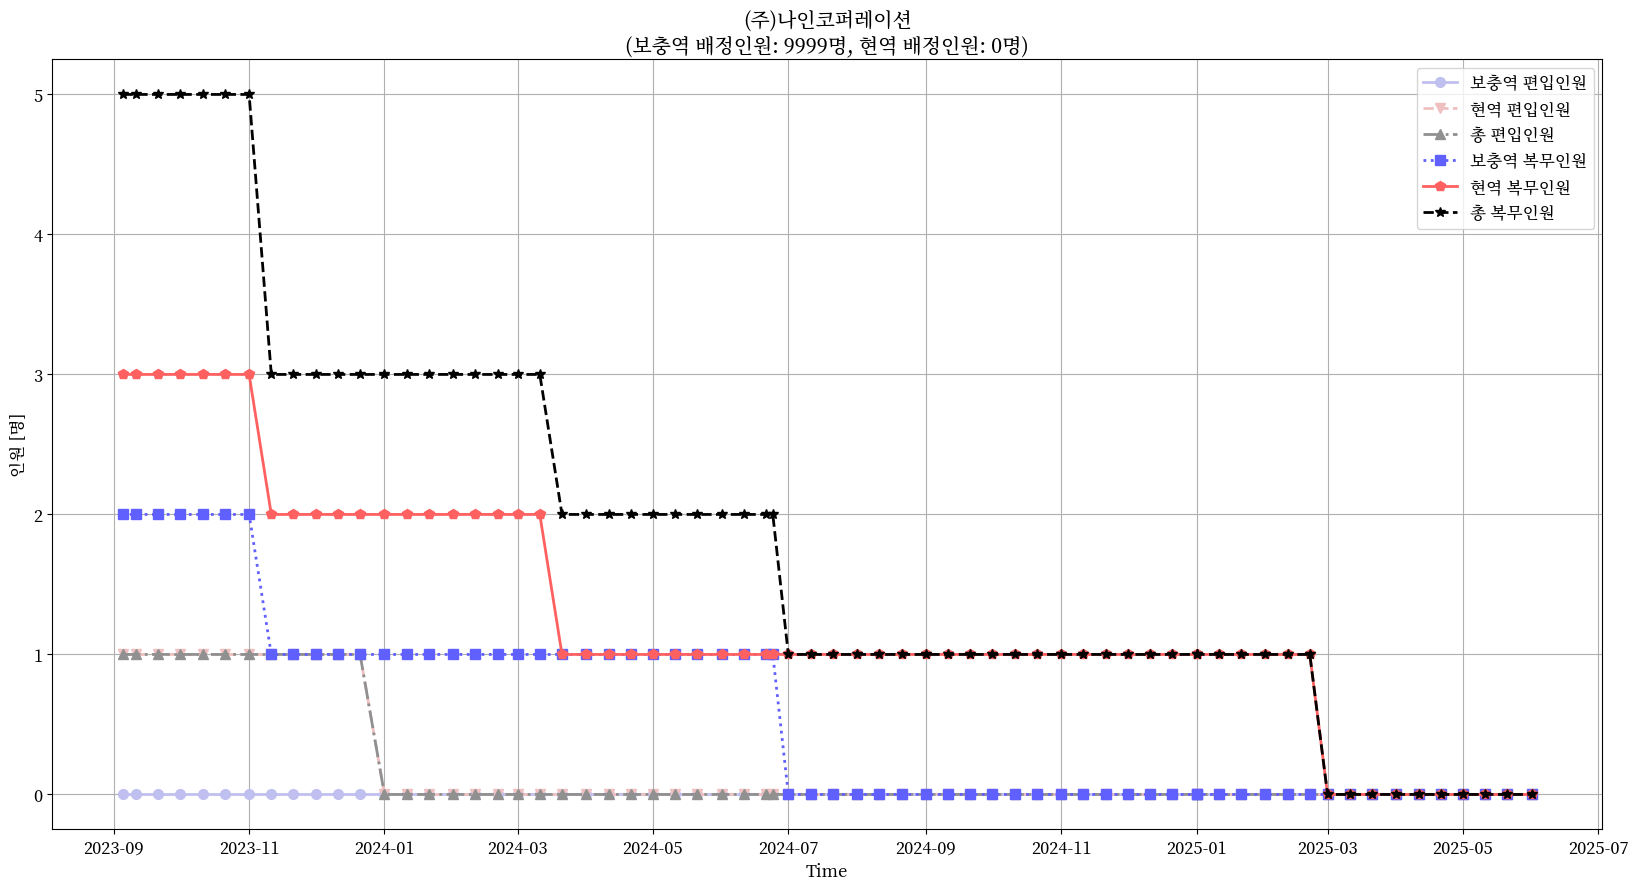 (주)나인코퍼레이션
(보충역 배정인원: 9999명, 현역 배정인원: 0명)
보충역 편입인원
현역 편입인원
총 편입인원
보충역 복무인원
현역 복무인원
총 복무인원
인원 [명]
5
4
3
2
1
0
2023-09 2023-11 2024-01 2024-03 2024-05 2024-07 2024-09 2024-11 2025-01 2025-03 2025-05 2025-07
Time